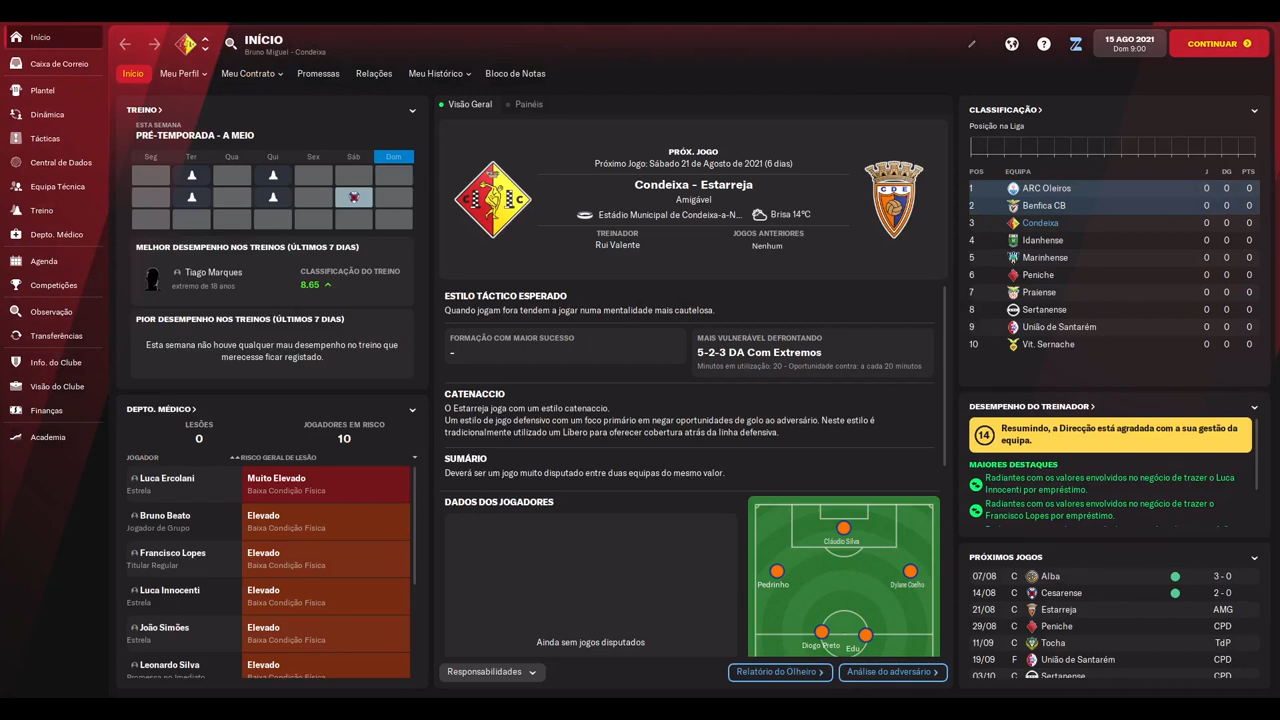 Início
Caixa de Correio
Plantel
Dinâmica
Tácticas
Central de Dados
Equipa Técnica
Treino
Depto. Médico
Agenda
Competições
Observação
Transferências
Info. do Clube
Visão do Clube
Finanças
Academia
INÍCIO
Bruno Miguel - Condeixa
15 AGO 2021
Dom 9:00
CONTINUAR
Início
Meu Perfil
Meu Contrato
Promessas
Relações
Meu Histórico
Bloco de Notas
TREINO
ESTA SEMANA
PRÉ-TEMPORADA - A MEIO
Seg Ter Qua Qui Sex Sáb Dom
MELHOR DESEMPENHO NOS TREINOS (ÚLTIMOS 7 DIAS)
Tiago Marques
extremo de 18 anos
CLASSIFICAÇÃO DO TREINO
8.65
PIOR DESEMPENHO NOS TREINOS (ÚLTIMOS 7 DIAS)
Esta semana não houve qualquer mau desempenho no treino que
merecesse ficar registado.
DEPTO. MÉDICO
LESÕES
0
JOGADORES EM RISCO
10
JOGADOR RISCO GERAL DE LESÃO
Luca Ercolani Muito Elevado
Estrela Baixa Condição Física
Bruno Beato Elevado
Jogador de Grupo Baixa Condição Física
Francisco Lopes Elevado
Titular Regular Baixa Condição Física
Luca Innocenti Elevado
Estrela Baixa Condição Física
João Simões Elevado
Estrela Baixa Condição Física
Leonardo Silva Elevado
Promessa no Imediato Baixa Condição Física
Visão Geral
Painéis
PRÓX. JOGO
Próximo Jogo: Sábado 21 de Agosto de 2021 (6 dias)
Condeixa - Estarreja
Amigável
Estádio Municipal de Condeixa-a-N... Brisa 14°C
TREINADOR
Rui Valente
JOGOS ANTERIORES
Nenhum
ESTILO TÁCTICO ESPERADO
Quando jogam fora tendem a jogar numa mentalidade mais cautelosa.
FORMAÇÃO COM MAIOR SUCESSO
-
MAIS VULNERÁVEL DEFRONTANDO
5-2-3 DA Com Extremos
Minutos em utilização: 20 - Oportunidade contra: a cada 20 minutos
CATENACCIO
O Estarreja joga com um estilo catenaccio.
Um estilo de jogo defensivo com um foco primário em negar oportunidades de golo ao adversário. Neste estilo é
tradicionalmente utilizado um Líbero para oferecer cobertura atrás da linha defensiva.
SUMÁRIO
Deverá ser um jogo muito disputado entre duas equipas do mesmo valor.
DADOS DOS JOGADORES
Ainda sem jogos disputados
Cláudio Silva
Pedrinho
Dylane Coelho
Diogo Preto
Edu
Responsabilidades
Relatório do Olheiro
Análise do adversário
CLASSIFICAÇÃO
Posição na Liga
POS EQUIPA J DG PTS
1 ARC Oleiros 0 0 0
2 Benfica CB 0 0 0
3 Condeixa 0 0 0
4 Idanhense 0 0 0
5 Marinhense 0 0 0
6 Peniche 0 0 0
7 Praiense 0 0 0
8 Sertanense 0 0 0
9 União de Santarém 0 0 0
10 Vit. Sernache 0 0 0
DESEMPENHO DO TREINADOR
14
Resumindo, a Direcção está agradada com a sua gestão da
equipa.
MAIORES DESTAQUES
Radiantes com os valores envolvidos no negócio de trazer o Luca
Innocenti por empréstimo.
Radiantes com os valores envolvidos no negócio de trazer o
Francisco Lopes por empréstimo.
PRÓXIMOS JOGOS
07/08 C Alba 3 - 0
14/08 C Cesarense 2 - 0
21/08 C Estarreja AMG
29/08 C Peniche CPD
11/09 C Tocha TdP
19/09 F União de Santarém CPD
03/10 C Sertanense CPD